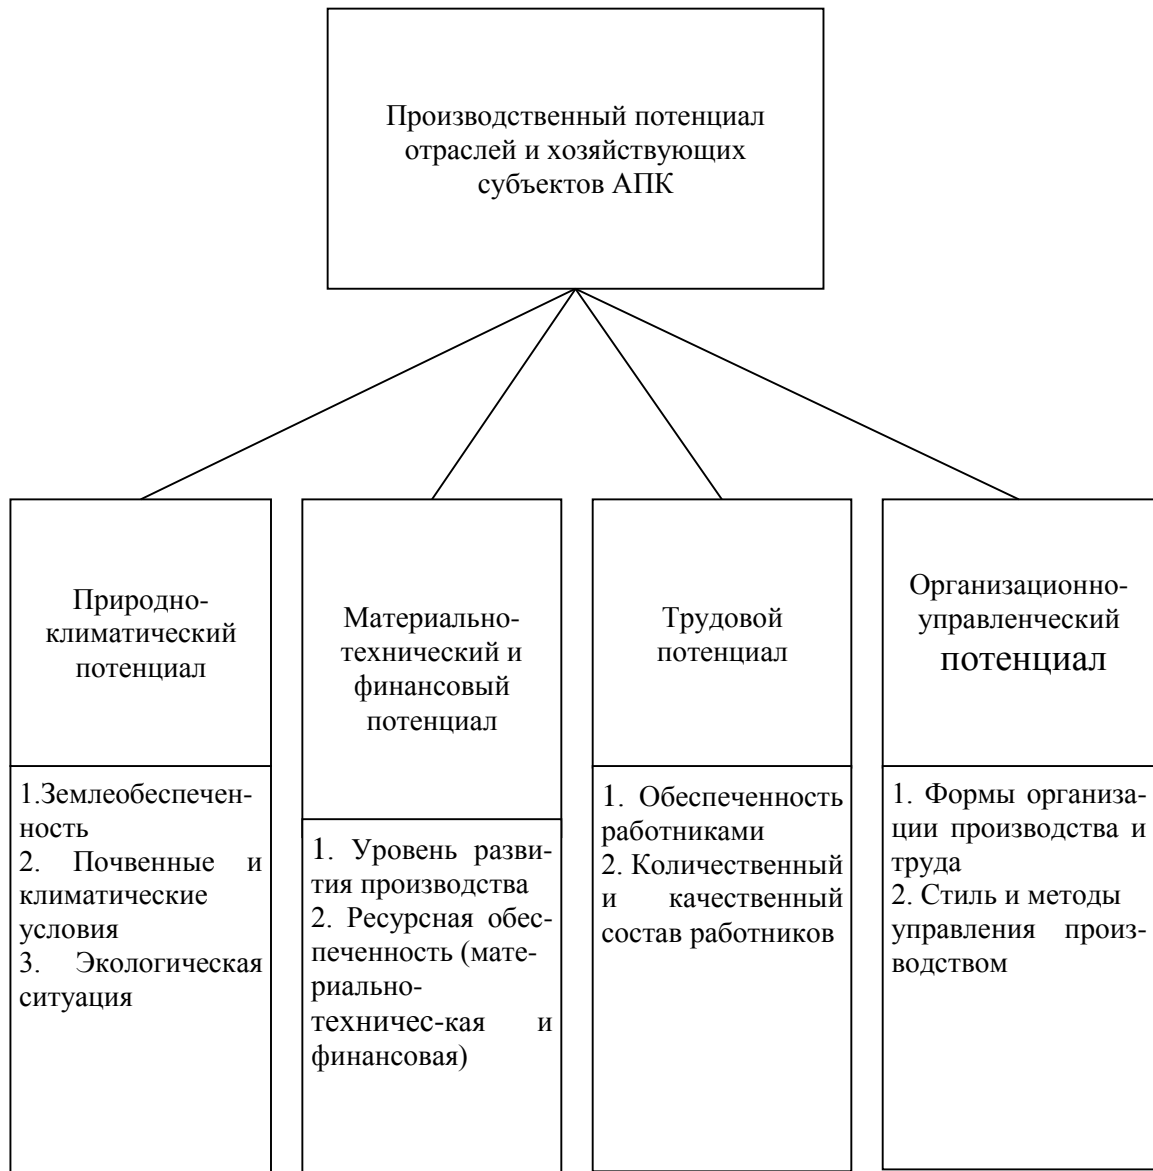 Производственный потенциал
отраслей и хозяйствующих
субъектов АПК
Природно-
климатический
потенциал
1.Землеобеспечен-
ность
2. Почвенные и
климатические
условия
3. Экологическая
ситуация
Материально-
технический и
финансовый
потенциал
1. Уровень разви-
тия производства
2. Ресурсная обес-
печенность (мате-
риально-
техничес-кая и
финансовая)
Трудовой
потенциал
1. Обеспеченность
работниками
2. Количественный
и качественный
состав работников
Организационно-
управленческий
потенциал
1. Формы организа-
ции производства и
труда
2. Стиль и методы
управления произ-
водством